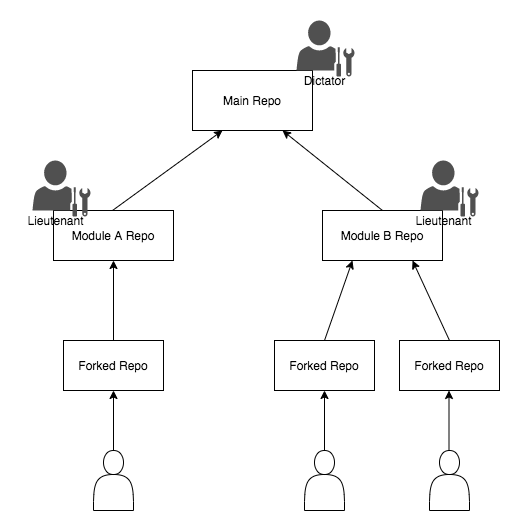 Dictator
Main Repo
Lieutenant
Lieutenant
Module A Repo
Module B Repo
Forked Repo
Forked Repo
Forked Repo